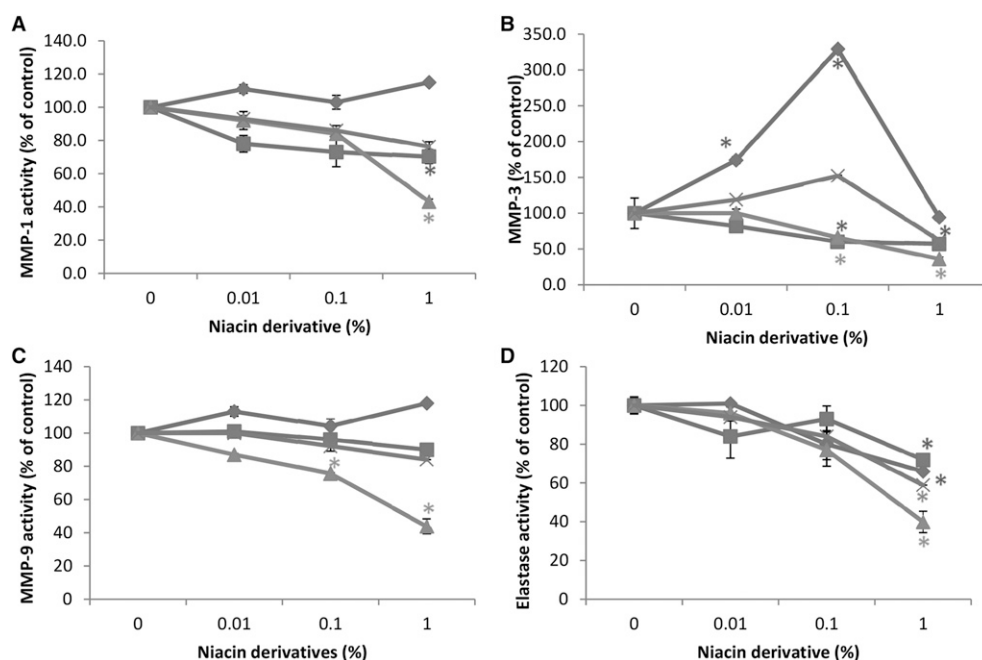 A
MMP-1 activity (% of control)
140.0
120.0
100.0
80.0
60.0
40.0
20.0
0.0
0 0.01 0.1 1
Niacin derivative (%)
*
*
B
MMP-3 (% of control)
350.0
300.0
250.0
200.0
150.0
100.0
50.0
0.0
0 0.01 0.1 1
Niacin derivative (%)
*
*
*
*
*
*
C
MMP-9 activity (% of control)
140
120
100
80
60
40
20
0
0 0.01 0.1 1
Niacin derivatives (%)
*
*
D
Elastase activity (% of control)
120
100
80
60
40
20
0
0 0.01 0.1 1
Niacin derivative (%)
*
*
*
*